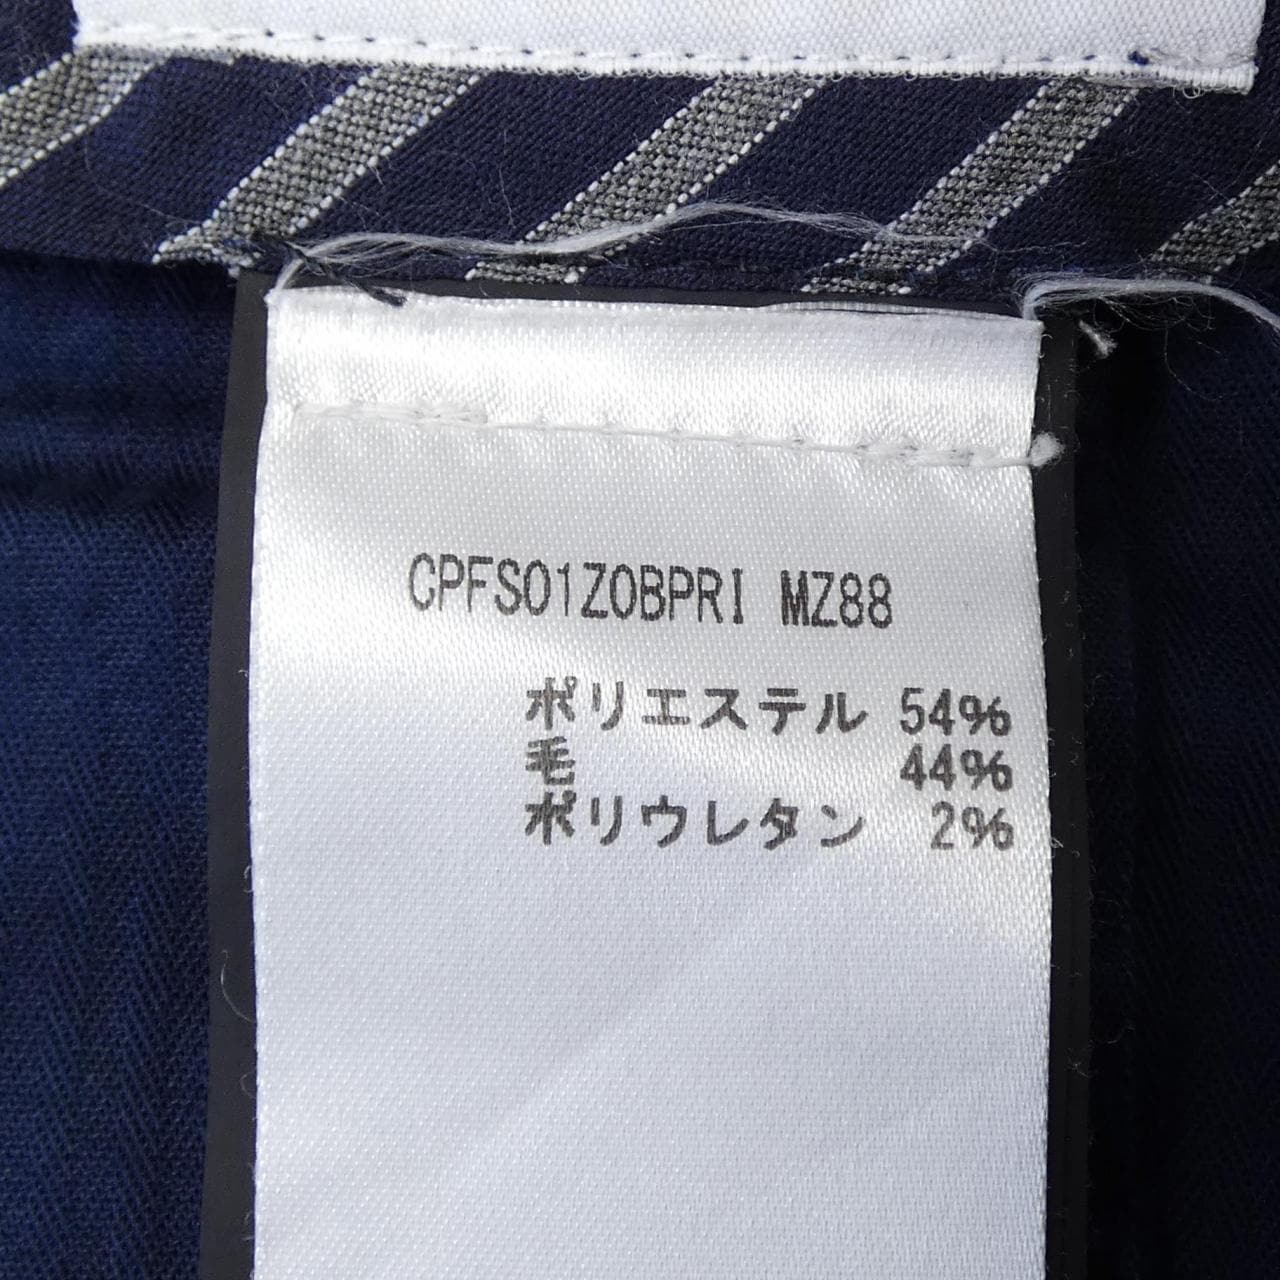 CPFS01Z0BPRI MZ88
ポリエステル 54%
毛 44%
ポリウレタン 2%